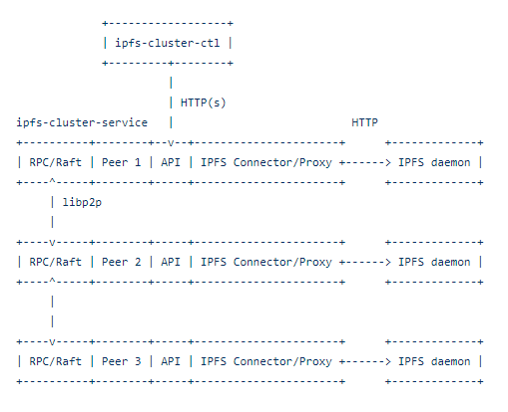 +------------------+
| ipfs-cluster-ctl |
+---------+--------+
|
| HTTP(s)
ipfs-cluster-service | HTTP
+----------+--------+--v--+----------------------+ +-------------+
| RPC/Raft | Peer 1 | API | IPFS Connector/Proxy +------> IPFS daemon |
+----^-----+--------+-----+----------------------+ +-------------+
| libp2p
|
+----v-----+--------+-----+----------------------+ +-------------+
| RPC/Raft | Peer 2 | API | IPFS Connector/Proxy +------> IPFS daemon |
+----^-----+--------+-----+----------------------+ +-------------+
|
|
+----v-----+--------+-----+----------------------+ +-------------+
| RPC/Raft | Peer 3 | API | IPFS Connector/Proxy +------> IPFS daemon |
+----------+--------+-----+----------------------+ +-------------+